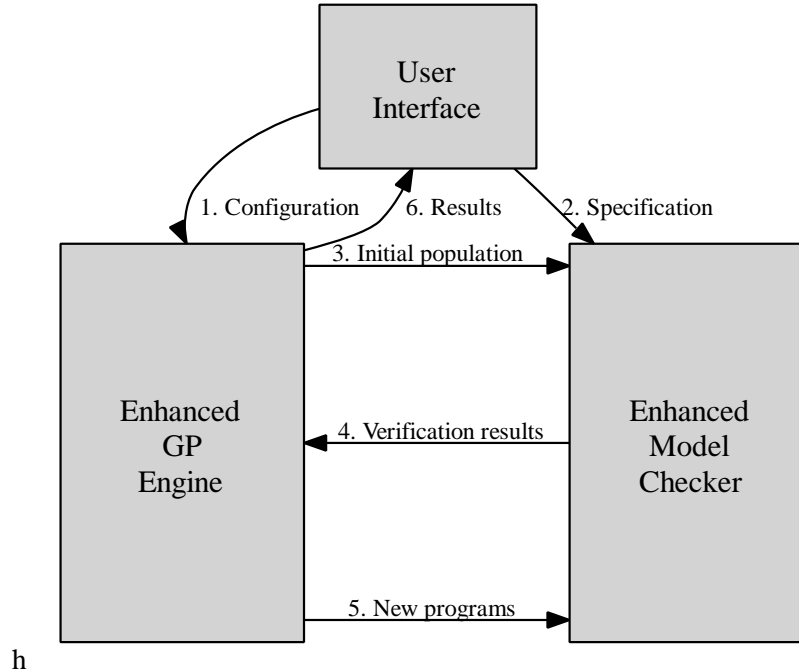 User
Interface
1. Configuration
6. Results
2. Specification
3. Initial population
Enhanced
GP
Engine
4. Verification results
Enhanced
Model
Checker
5. New programs
h